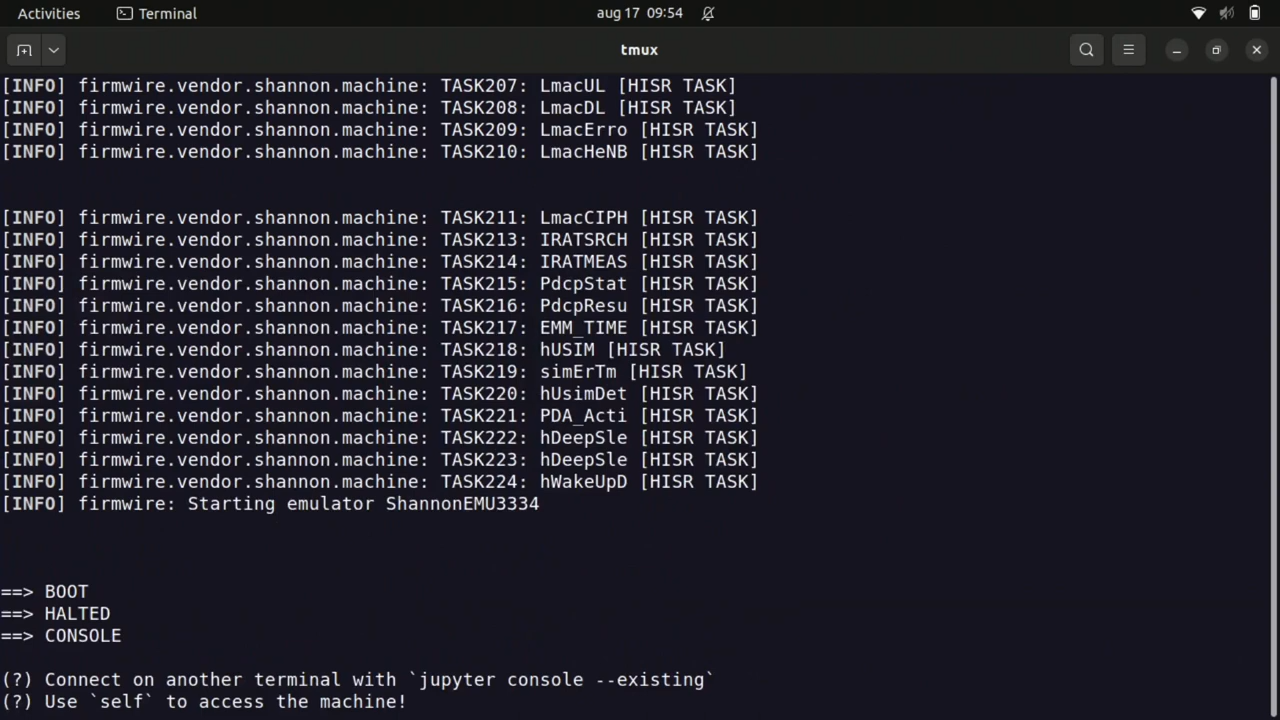 Activities Terminal aug 17 09:54
tmux
[INFO] firmwire.vendor.shannon.machine: TASK207: LmacUL [HISR TASK]
[INFO] firmwire.vendor.shannon.machine: TASK208: LmacDL [HISR TASK]
[INFO] firmwire.vendor.shannon.machine: TASK209: LmacErro [HISR TASK]
[INFO] firmwire.vendor.shannon.machine: TASK210: LmacHeNB [HISR TASK]
[INFO] firmwire.vendor.shannon.machine: TASK211: LmacCIPH [HISR TASK]
[INFO] firmwire.vendor.shannon.machine: TASK213: IRATSRCH [HISR TASK]
[INFO] firmwire.vendor.shannon.machine: TASK214: IRATMEAS [HISR TASK]
[INFO] firmwire.vendor.shannon.machine: TASK215: PdcpStat [HISR TASK]
[INFO] firmwire.vendor.shannon.machine: TASK216: PdcpResu [HISR TASK]
[INFO] firmwire.vendor.shannon.machine: TASK217: EMM_TIME [HISR TASK]
[INFO] firmwire.vendor.shannon.machine: TASK218: hUSIM [HISR TASK]
[INFO] firmwire.vendor.shannon.machine: TASK219: simErTm [HISR TASK]
[INFO] firmwire.vendor.shannon.machine: TASK220: hUsimDet [HISR TASK]
[INFO] firmwire.vendor.shannon.machine: TASK221: PDA_Acti [HISR TASK]
[INFO] firmwire.vendor.shannon.machine: TASK222: hDeepSle [HISR TASK]
[INFO] firmwire.vendor.shannon.machine: TASK223: hDeepSle [HISR TASK]
[INFO] firmwire.vendor.shannon.machine: TASK224: hWakeUpD [HISR TASK]
[INFO] firmwire: Starting emulator ShannonEMU3334
==> BOOT
==> HALTED
==> CONSOLE
(?) Connect on another terminal with `jupyter console --existing`
(?) Use `self` to access the machine!